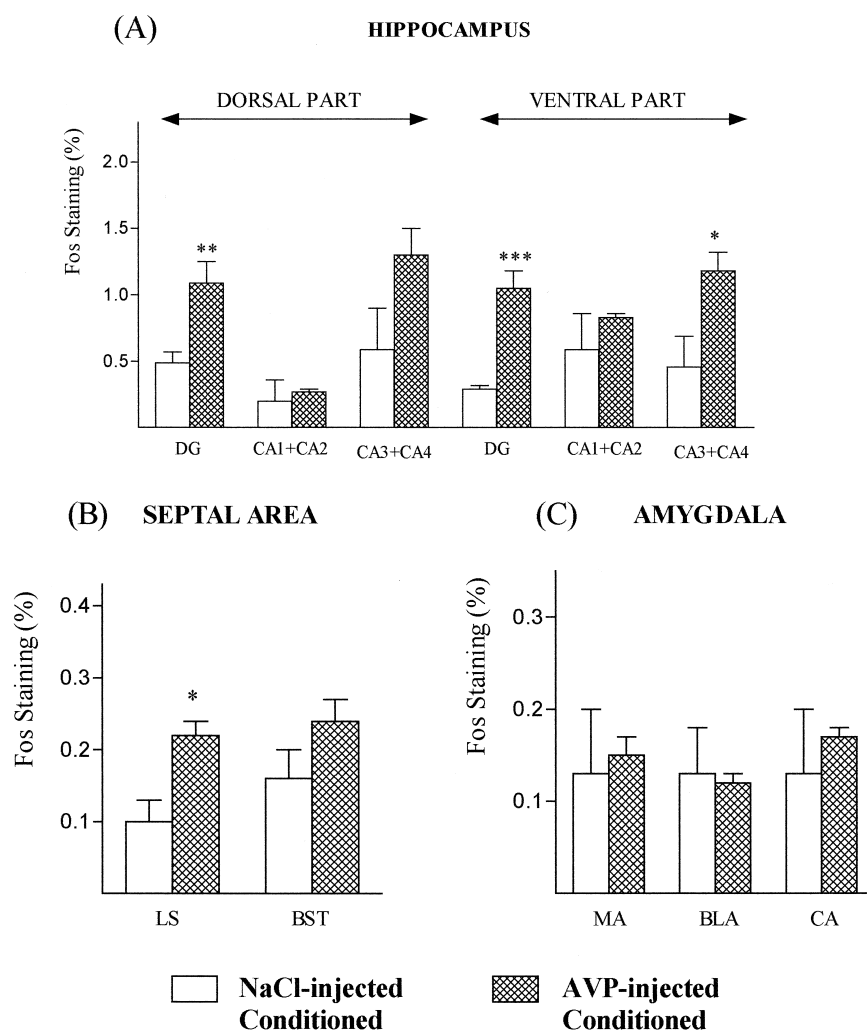 (A)
HIPPOCAMPUS
DORSAL PART
VENTRAL PART
Fos Staining (%)
2.0
1.5
1.0
0.5
** *** *
DG CA1+CA2 CA3+CA4 DG CA1+CA2 CA3+CA4
(B) SEPTAL AREA
Fos Staining (%)
0.4
0.3
0.2
0.1
*
LS BST
(C) AMYGDALA
Fos Staining (%)
0.3
0.2
0.1
MA BLA CA
NaCl-injected
Conditioned
AVP-injected
Conditioned